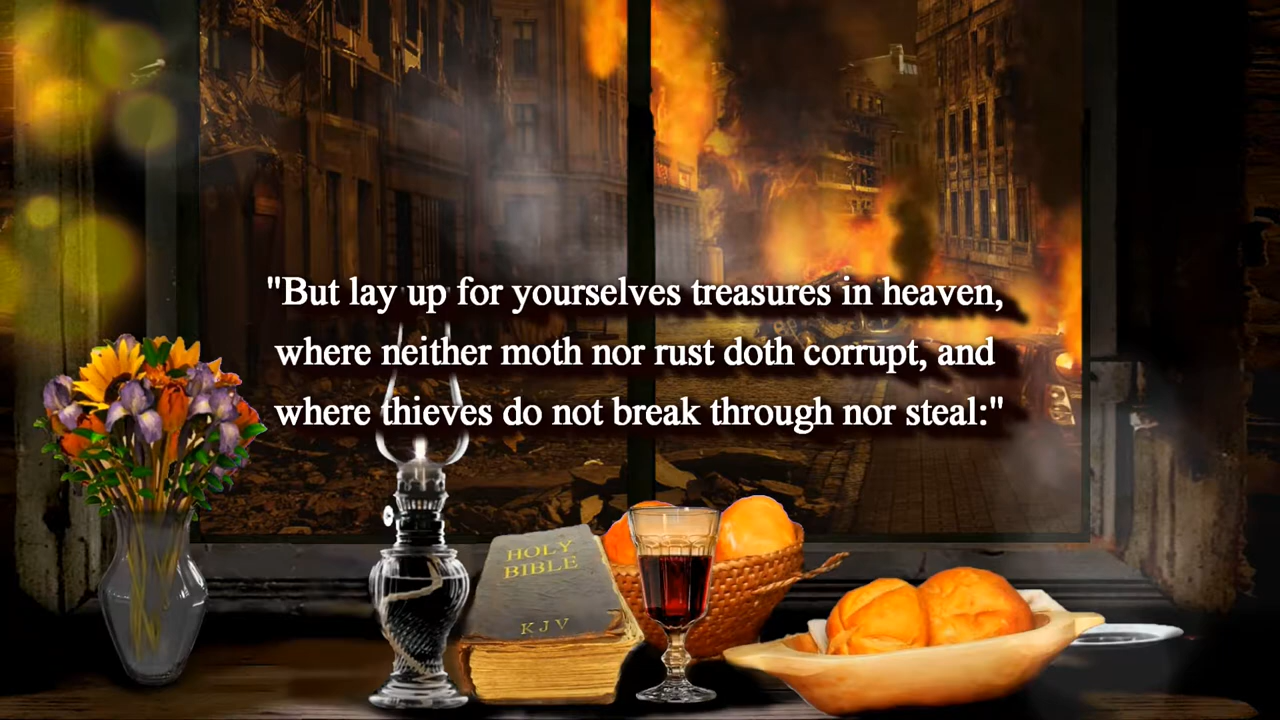 "But lay up for yourselves treasures in heaven,
where neither moth nor rust doth corrupt, and
where thieves do not break through nor steal:"
HOLY
BIBLE
KJV